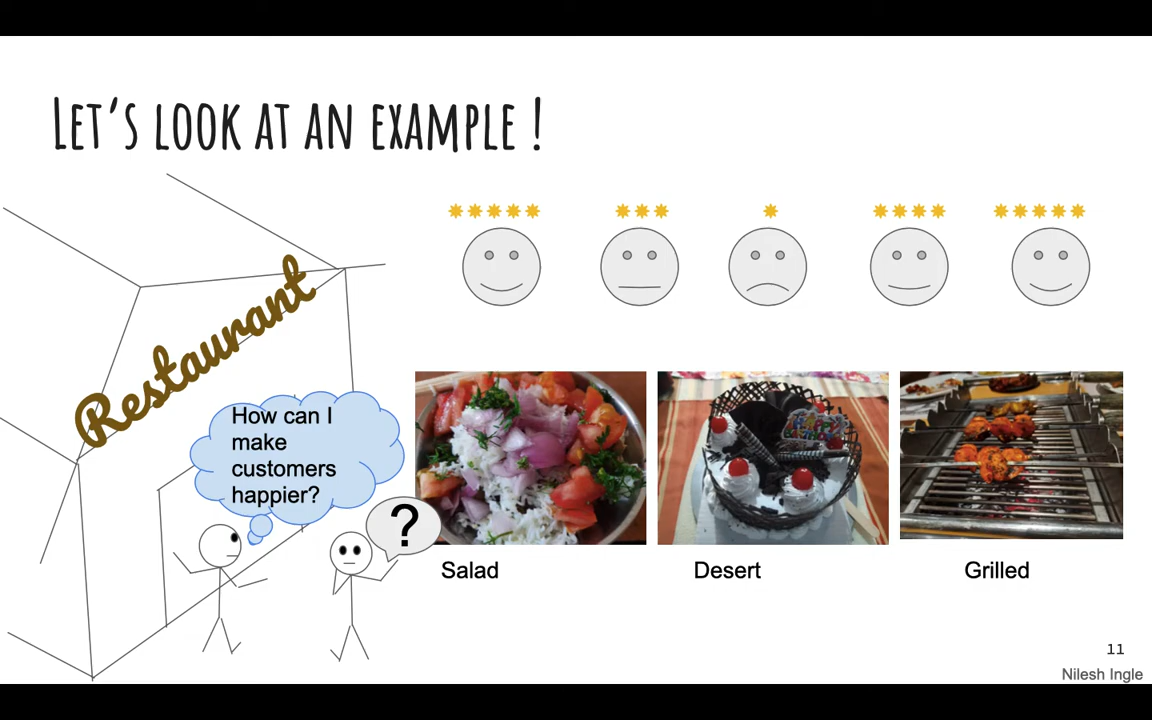 LET'S LOOK AT AN EXAMPLE !
Restaurant
How can I
make
customers
happier?
?
Salad
Desert
Grilled
11
Nilesh Ingle